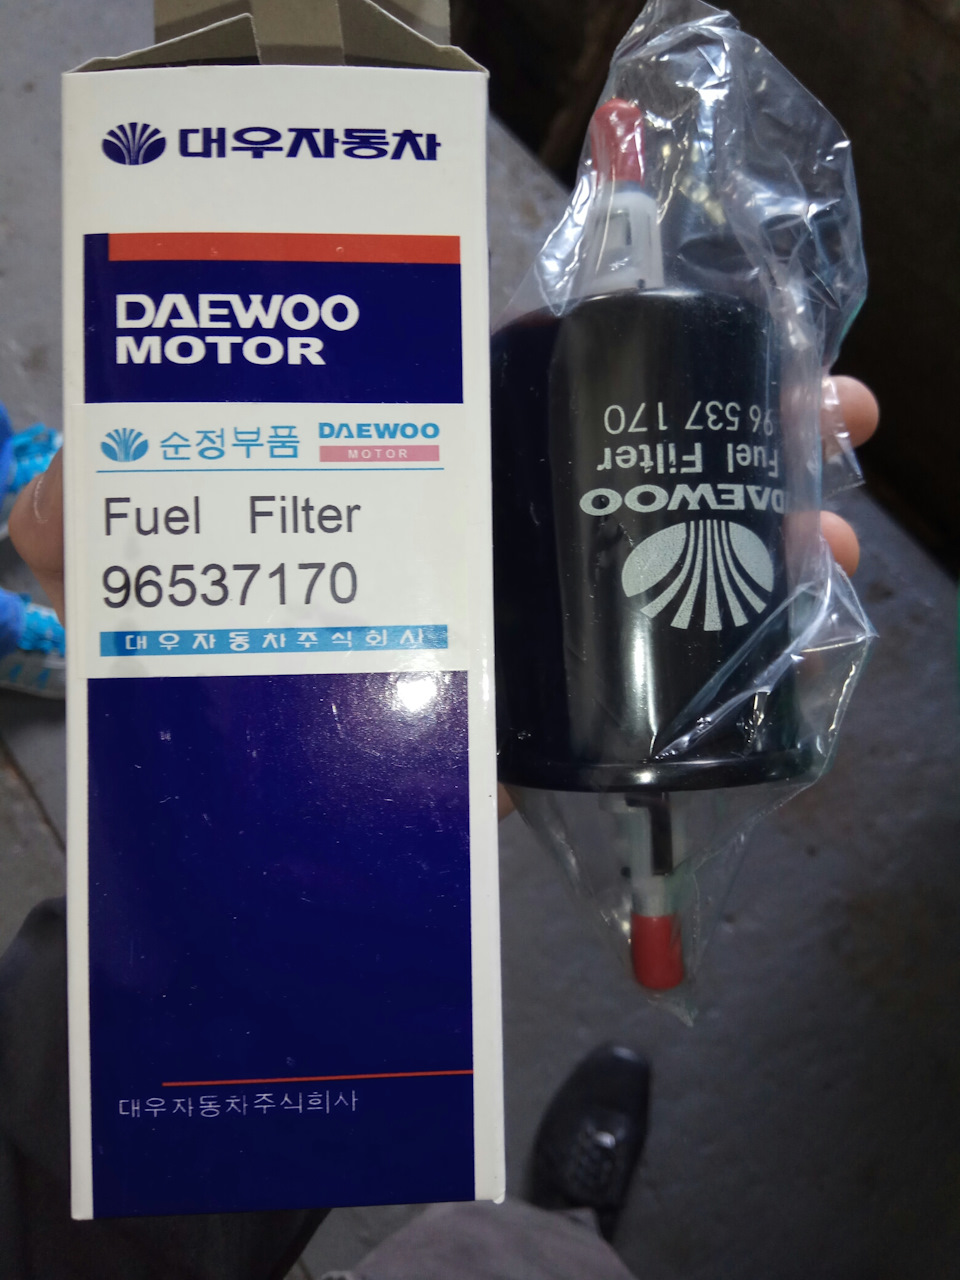 대우자동차
DAEWOO
MOTOR
순정부품
DAEWOO
MOTOR
Fuel Filter
96537170
대우자동차주식회사
대우자동차주식회사
96 537 170
Fuel Filter
DAEWOO